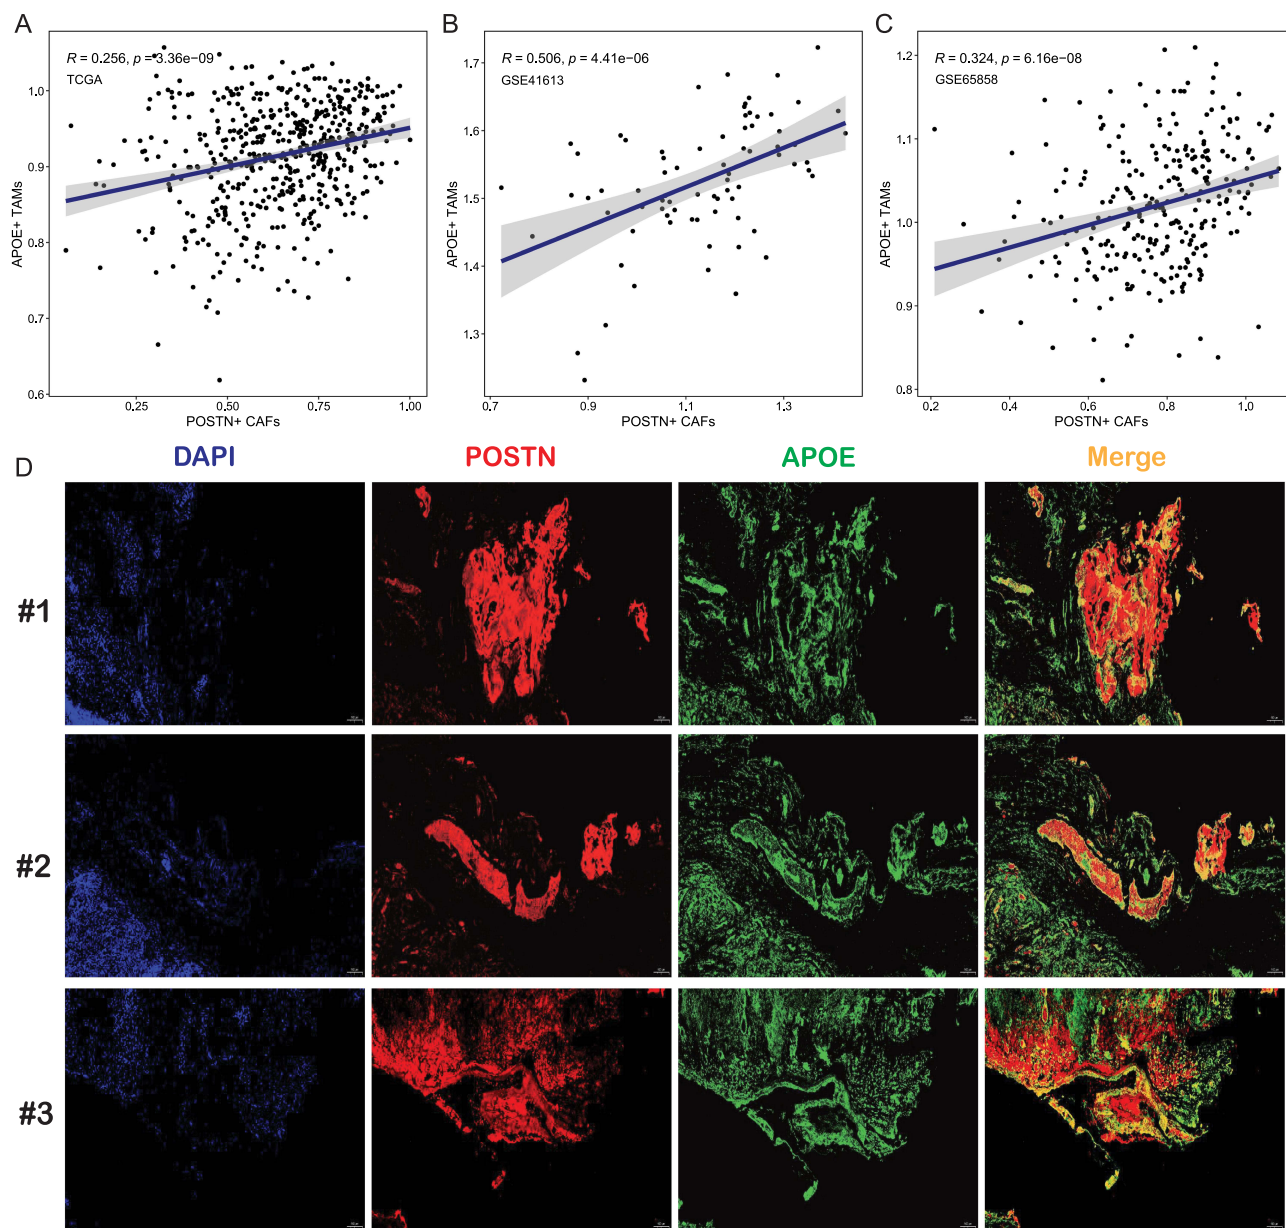 A
R = 0.256, p = 3.36e−09
TCGA
APOE+ TAMs
1.0
0.9
0.8
0.7
0.6
0.25
0.50
0.75
1.00
POSTN+ CAFs
B
R = 0.506, p = 4.41e−06
GSE41613
APOE+ TAMs
1.7
1.6
1.5
1.4
1.3
0.7
0.9
1.1
1.3
POSTN+ CAFs
C
R = 0.324, p = 6.16e−08
GSE65858
APOE+ TAMs
1.2
1.1
1.0
0.9
0.8
0.2
0.4
0.6
0.8
1.0
POSTN+ CAFs
D
DAPI
POSTN
APOE
Merge
#1
#2
#3